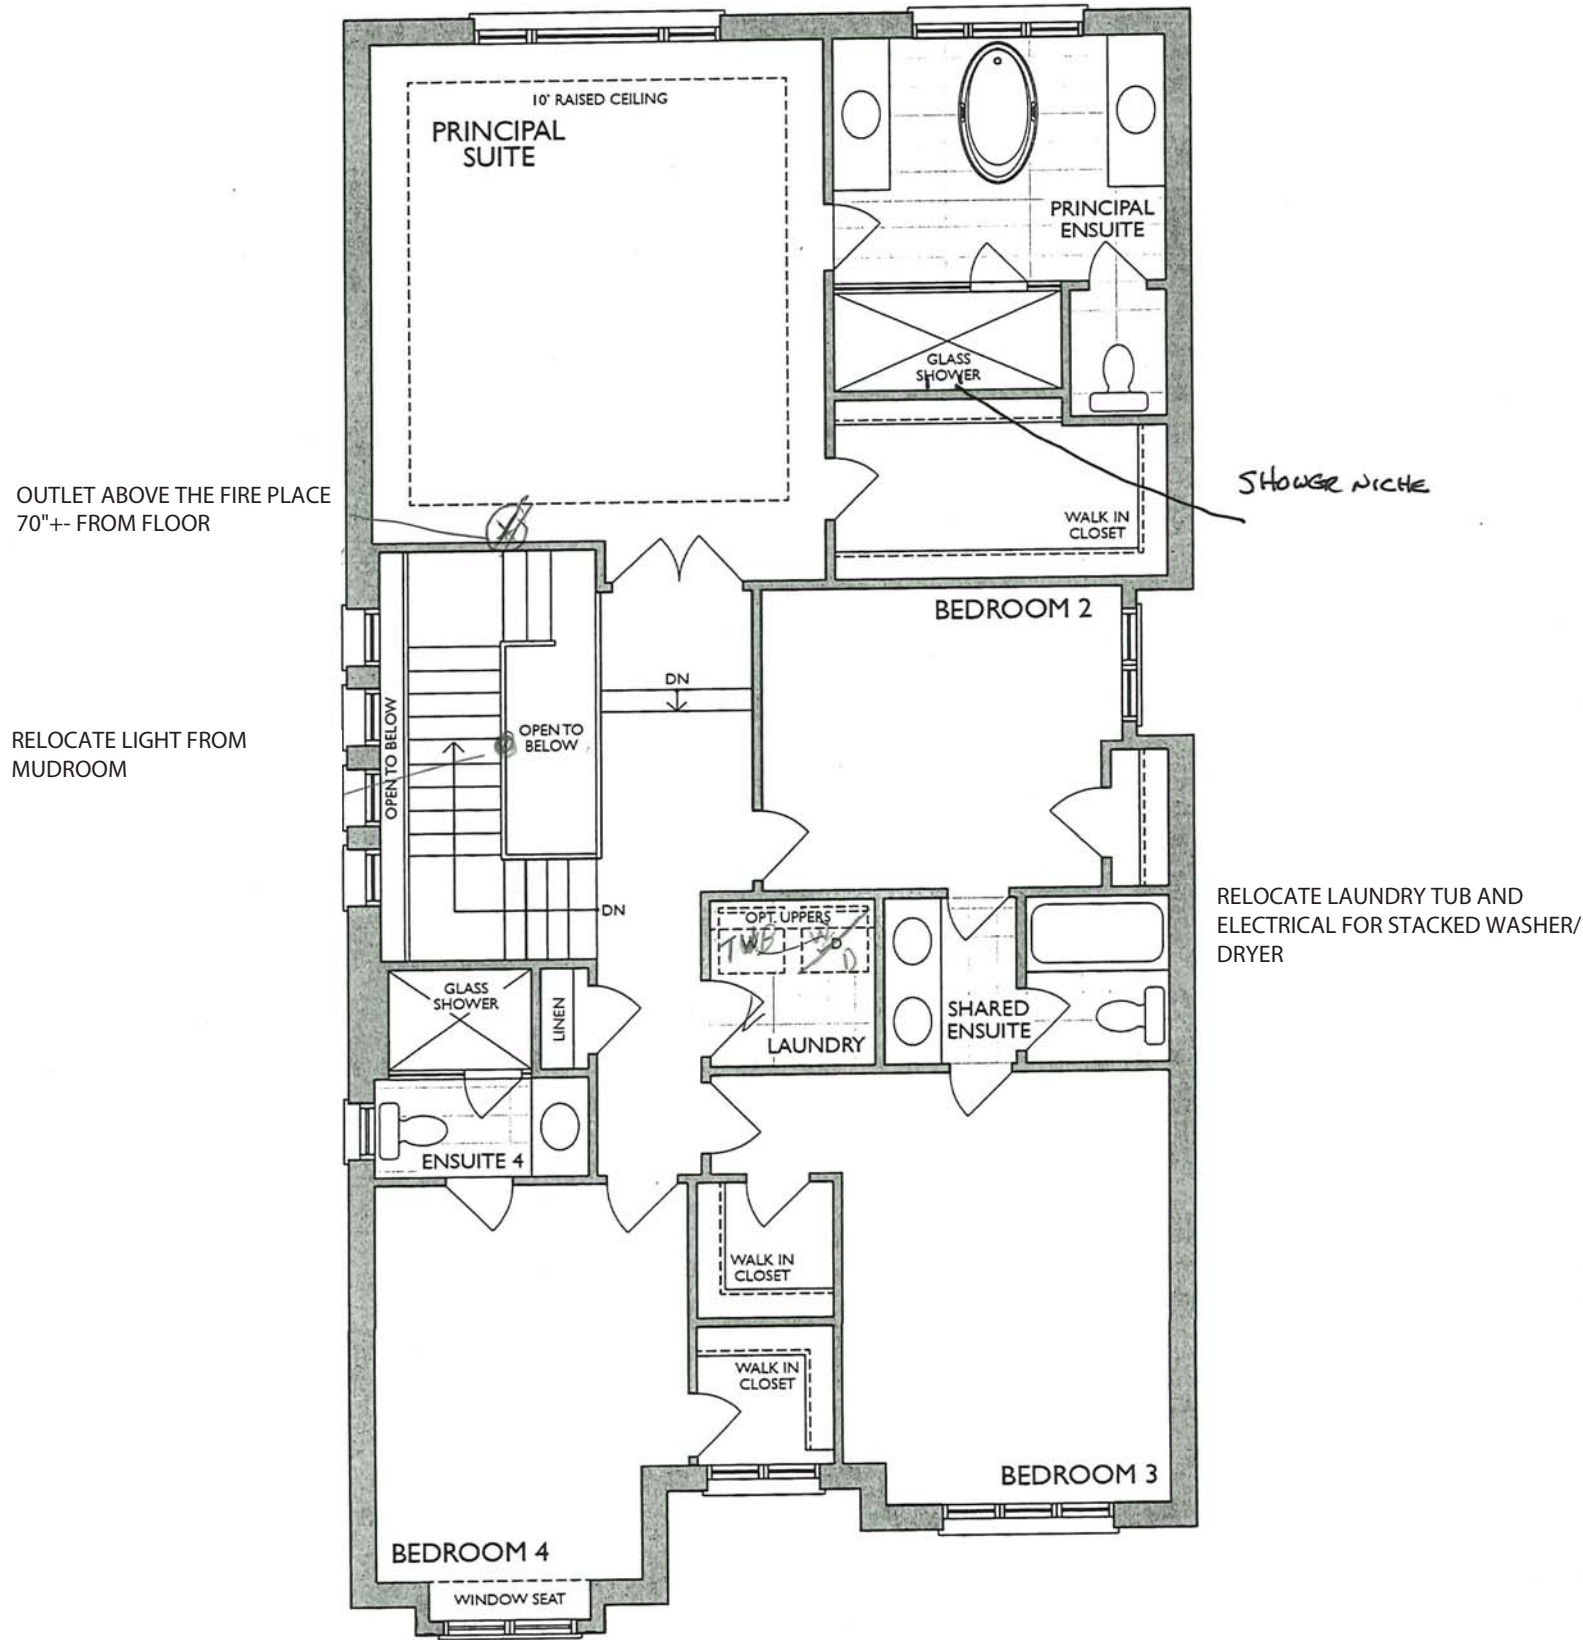 10' RAISED CEILING
PRINCIPAL
SUITE
PRINCIPAL
ENSUITE
GLASS
SHOWER
OUTLET ABOVE THE FIRE PLACE
70"+- FROM FLOOR
SHOWER NICHE
WALK IN
CLOSET
BEDROOM 2
DN
OPEN TO BELOW
OPEN TO
BELOW
RELOCATE LIGHT FROM
MUDROOM
DN
RELOCATE LAUNDRY TUB AND
ELECTRICAL FOR STACKED WASHER/
DRYER
OPT. UPPERS
TUB
W
W
D
D
LAUNDRY
SHARED
ENSUITE
GLASS
SHOWER
LINEN
ENSUITE 4
WALK IN
CLOSET
WALK IN
CLOSET
BEDROOM 3
BEDROOM 4
WINDOW SEAT